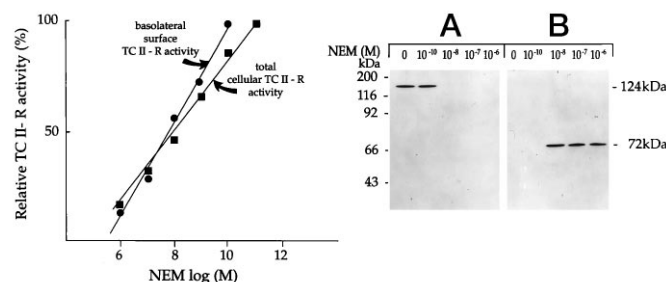 Relative TC II- R activity (%)
100
50
basolateral
surface
TC II - R activity
total
cellular TC II - R
activity
6 8 10 12
NEM log (M)
A B
NEM (M) 0 10-10 10-8 10-7 10-6 0 10-10 10-8 10-7 10-6
kDa
200 -
116 -
92 -
66 -
43 -
- 124kDa
- 72kDa